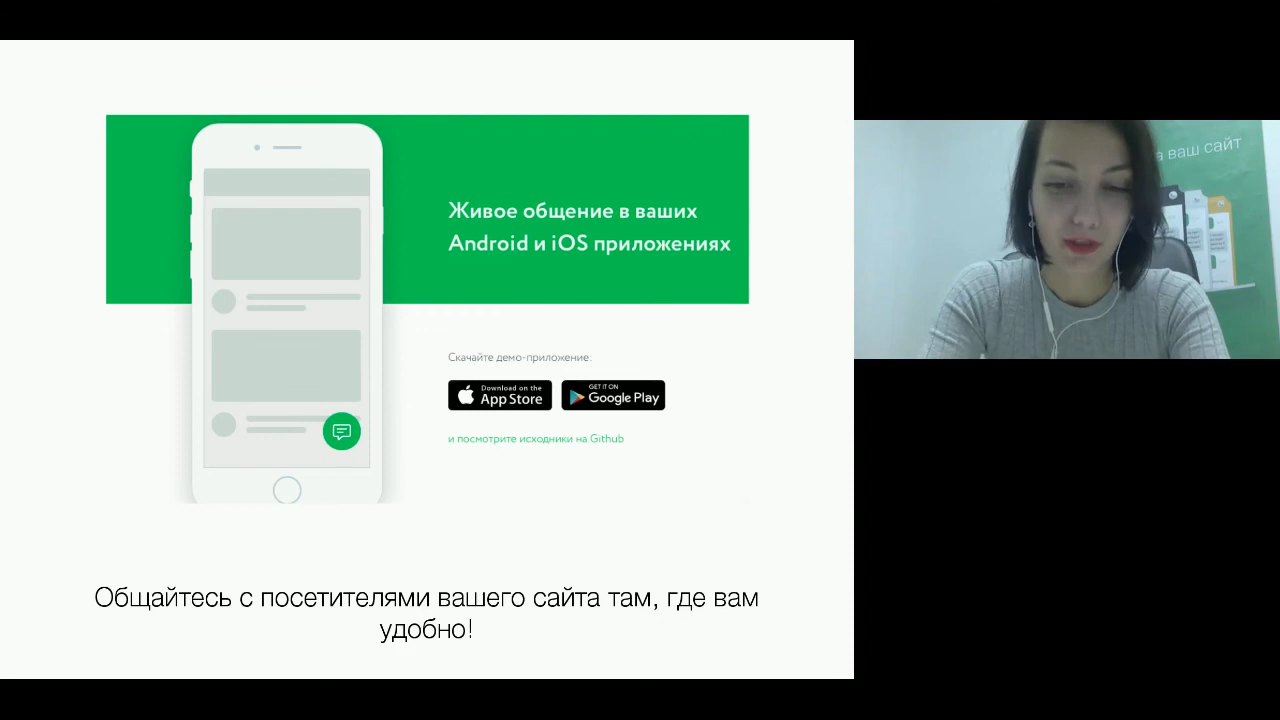 Живое общение в ваших
Android и iOS приложениях
Скачайте демо-приложение:
Download on the
App Store
GET IT ON
Google Play
и посмотрите исходники на Github
Общайтесь с посетителями вашего сайта там, где вам
удобно!
ваш сайт